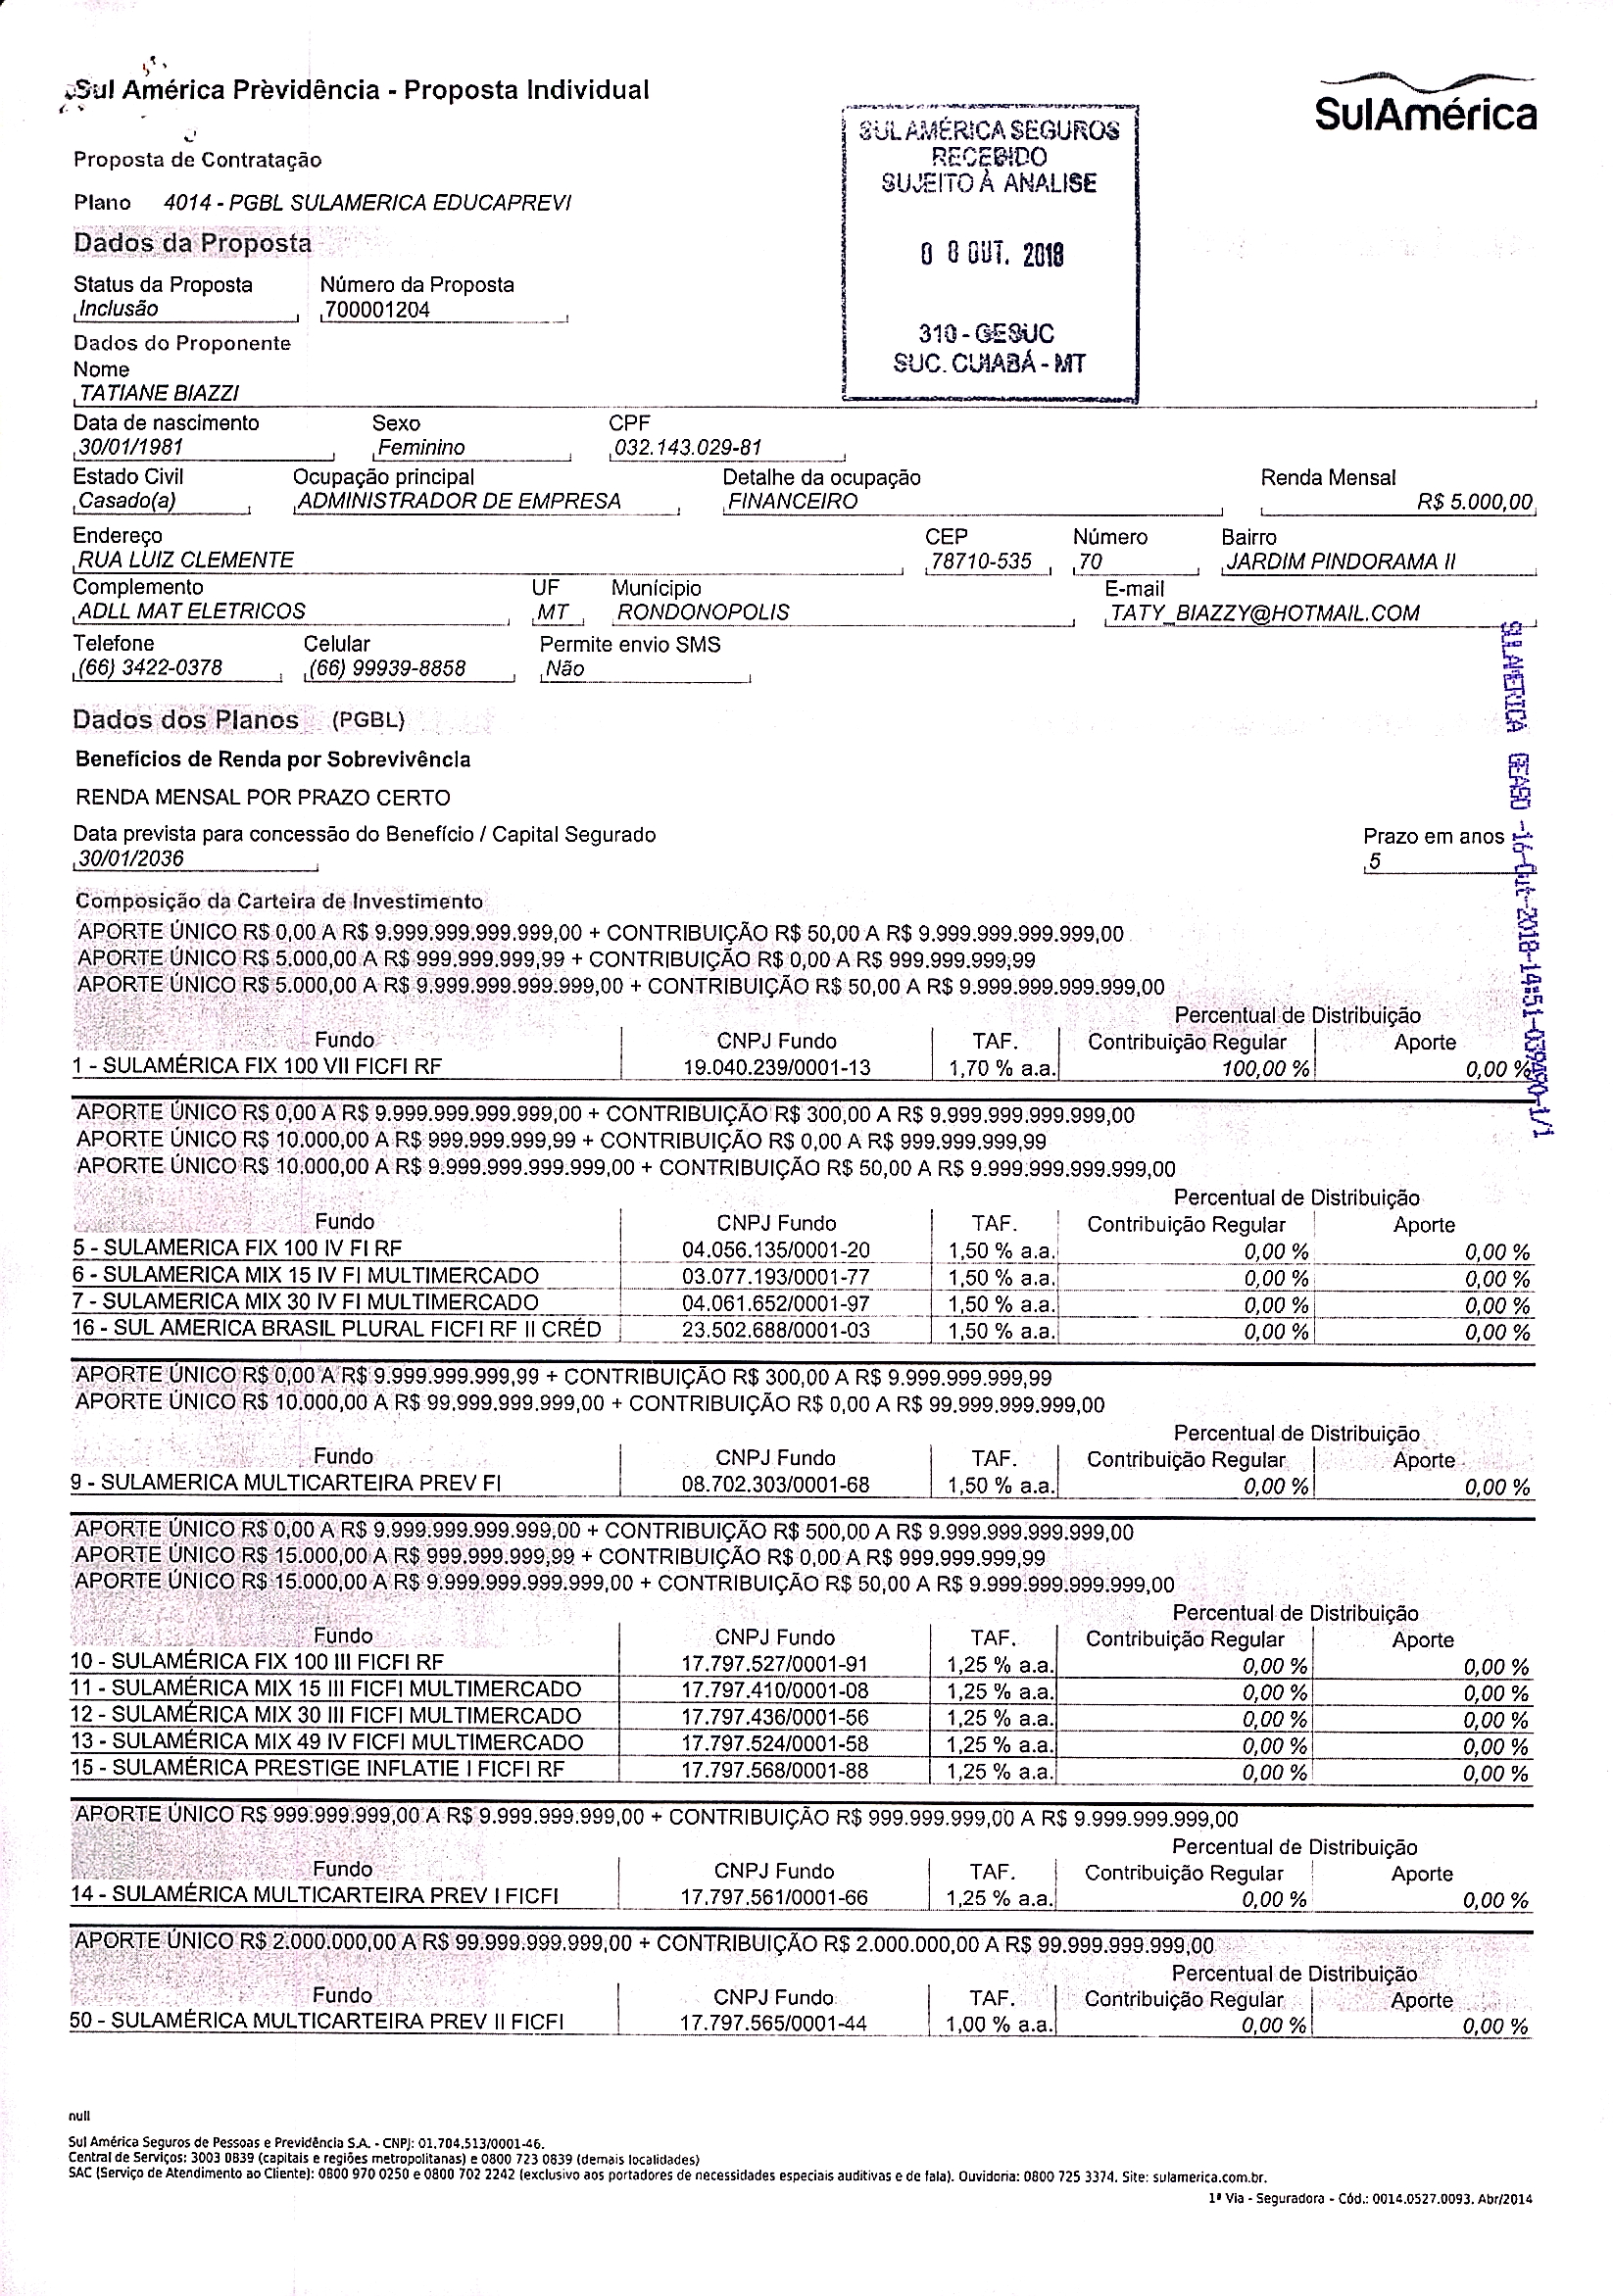 Sul América Prèvidência - Proposta Individual
SulAmérica
SUL AMÉRICA SEGUROS
RECEBIDO
SUJEITO À ANALISE
0 8 OUT. 2018
310 - GESUC
SUC. CUIABÁ - MT
Proposta de Contratação
Plano 4014 - PGBL SULAMERICA EDUCAPREVI
Dados da Proposta
Status da Proposta Número da Proposta
Inclusão 700001204
Dados do Proponente
Nome
TATIANE BIAZZI
Data de nascimento Sexo CPF
30/01/1981 Feminino 032.143.029-81
Estado Civil Ocupação principal Detalhe da ocupação Renda Mensal
Casado(a) ADMINISTRADOR DE EMPRESA FINANCEIRO R$ 5.000,00
Endereço CEP Número Bairro
RUA LUIZ CLEMENTE 78710-535 70 JARDIM PINDORAMA II
Complemento UF Município E-mail
ADLL MAT ELETRICOS MT RONDONOPOLIS TATY_BIAZZY@HOTMAIL.COM
Telefone Celular Permite envio SMS
(66) 3422-0378 (66) 99939-8858 Não
SULAMERICA GEASO -16-Out-2018-14:51-039490-1/1
Dados dos Planos (PGBL)
Benefícios de Renda por Sobrevivência
RENDA MENSAL POR PRAZO CERTO
Data prevista para concessão do Benefício / Capital Segurado Prazo em anos
30/01/2036 5
Composição da Carteira de Investimento
APORTE ÚNICO R$ 0,00 A R$ 9.999.999.999.999,00 + CONTRIBUIÇÃO R$ 50,00 A R$ 9.999.999.999.999,00
APORTE ÚNICO R$ 5.000,00 A R$ 999.999.999,99 + CONTRIBUIÇÃO R$ 0,00 A R$ 999.999.999,99
APORTE ÚNICO R$ 5.000,00 A R$ 9.999.999.999.999,00 + CONTRIBUIÇÃO R$ 50,00 A R$ 9.999.999.999.999,00
Percentual de Distribuição
Fundo CNPJ Fundo TAF. Contribuição Regular Aporte
1 - SULAMÉRICA FIX 100 VII FICFI RF 19.040.239/0001-13 1,70 % a.a. 100,00 % 0,00 %
APORTE ÚNICO R$ 0,00 A R$ 9.999.999.999.999,00 + CONTRIBUIÇÃO R$ 300,00 A R$ 9.999.999.999.999,00
APORTE ÚNICO R$ 10.000,00 A R$ 999.999.999,99 + CONTRIBUIÇÃO R$ 0,00 A R$ 999.999.999,99
APORTE ÚNICO R$ 10.000,00 A R$ 9.999.999.999.999,00 + CONTRIBUIÇÃO R$ 50,00 A R$ 9.999.999.999.999,00
Percentual de Distribuição
Fundo CNPJ Fundo TAF. Contribuição Regular Aporte
5 - SULAMERICA FIX 100 IV FI RF 04.056.135/0001-20 1,50 % a.a. 0,00 % 0,00 %
6 - SULAMERICA MIX 15 IV FI MULTIMERCADO 03.077.193/0001-77 1,50 % a.a. 0,00 % 0,00 %
7 - SULAMERICA MIX 30 IV FI MULTIMERCADO 04.061.652/0001-97 1,50 % a.a. 0,00 % 0,00 %
16 - SUL AMERICA BRASIL PLURAL FICFI RF II CRÉD 23.502.688/0001-03 1,50 % a.a. 0,00 % 0,00 %
APORTE ÚNICO R$ 0,00 A R$ 9.999.999.999,99 + CONTRIBUIÇÃO R$ 300,00 A R$ 9.999.999.999,99
APORTE ÚNICO R$ 10.000,00 A R$ 99.999.999.999,00 + CONTRIBUIÇÃO R$ 0,00 A R$ 99.999.999.999,00
Percentual de Distribuição
Fundo CNPJ Fundo TAF. Contribuição Regular Aporte
9 - SULAMERICA MULTICARTEIRA PREV FI 08.702.303/0001-68 1,50 % a.a. 0,00 % 0,00 %
APORTE ÚNICO R$ 0,00 A R$ 9.999.999.999.999,00 + CONTRIBUIÇÃO R$ 500,00 A R$ 9.999.999.999.999,00
APORTE ÚNICO R$ 15.000,00 A R$ 999.999.999,99 + CONTRIBUIÇÃO R$ 0,00 A R$ 999.999.999,99
APORTE ÚNICO R$ 15.000,00 A R$ 9.999.999.999.999,00 + CONTRIBUIÇÃO R$ 50,00 A R$ 9.999.999.999.999,00
Percentual de Distribuição
Fundo CNPJ Fundo TAF. Contribuição Regular Aporte
10 - SULAMÉRICA FIX 100 III FICFI RF 17.797.527/0001-91 1,25 % a.a. 0,00 % 0,00 %
11 - SULAMÉRICA MIX 15 III FICFI MULTIMERCADO 17.797.410/0001-08 1,25 % a.a. 0,00 % 0,00 %
12 - SULAMÉRICA MIX 30 III FICFI MULTIMERCADO 17.797.436/0001-56 1,25 % a.a. 0,00 % 0,00 %
13 - SULAMÉRICA MIX 49 IV FICFI MULTIMERCADO 17.797.524/0001-58 1,25 % a.a. 0,00 % 0,00 %
15 - SULAMÉRICA PRESTIGE INFLATIE I FICFI RF 17.797.568/0001-88 1,25 % a.a. 0,00 % 0,00 %
APORTE ÚNICO R$ 999.999.999,00 A R$ 9.999.999.999,00 + CONTRIBUIÇÃO R$ 999.999.999,00 A R$ 9.999.999.999,00
Percentual de Distribuição
Fundo CNPJ Fundo TAF. Contribuição Regular Aporte
14 - SULAMÉRICA MULTICARTEIRA PREV I FICFI 17.797.561/0001-66 1,25 % a.a. 0,00 % 0,00 %
APORTE ÚNICO R$ 2.000.000,00 A R$ 99.999.999.999,00 + CONTRIBUIÇÃO R$ 2.000.000,00 A R$ 99.999.999.999,00
Percentual de Distribuição
Fundo CNPJ Fundo TAF. Contribuição Regular Aporte
50 - SULAMÉRICA MULTICARTEIRA PREV II FICFI 17.797.565/0001-44 1,00 % a.a. 0,00 % 0,00 %
null
Sul América Seguros de Pessoas e Previdência S.A. - CNPJ: 01.704.513/0001-46.
Central de Serviços: 3003 0839 (capitais e regiões metropolitanas) e 0800 723 0839 (demais localidades)
SAC (Serviço de Atendimento ao Cliente): 0800 970 0250 e 0800 702 2242 (exclusivo aos portadores de necessidades especiais auditivas e de fala). Ouvidoria: 0800 725 3374. Site: sulamerica.com.br.
1ª Via - Seguradora - Cód.: 0014.0527.0093. Abr/2014